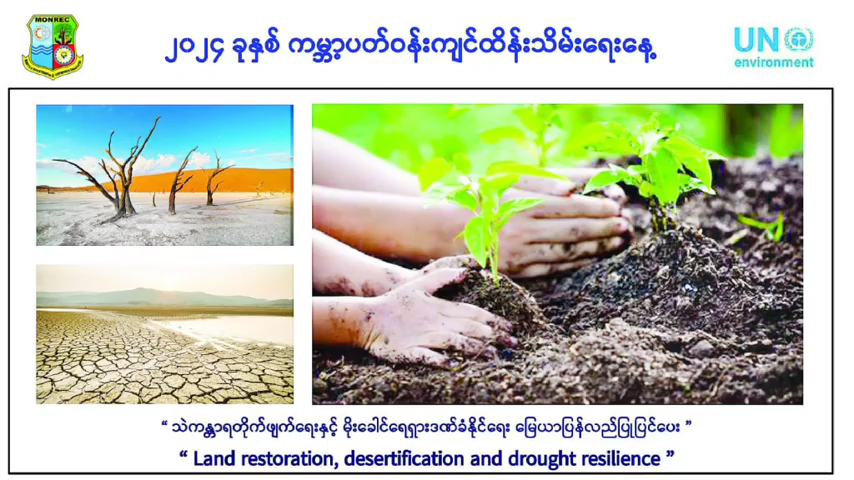 MONREC
၂၀၂၄ ခုနှစ် ကမ္ဘာ့ပတ်ဝန်းကျင်ထိန်းသိမ်းရေးနေ့
UN
environment
“ သဲကန္တာရတိုက်ဖျက်ရေးနှင့် မိုးခေါင်ရေရှားဒဏ်ခံနိုင်ရေး မြေယာပြန်လည်ပြုပြင်ပေး ”
“ Land restoration, desertification and drought resilience ”